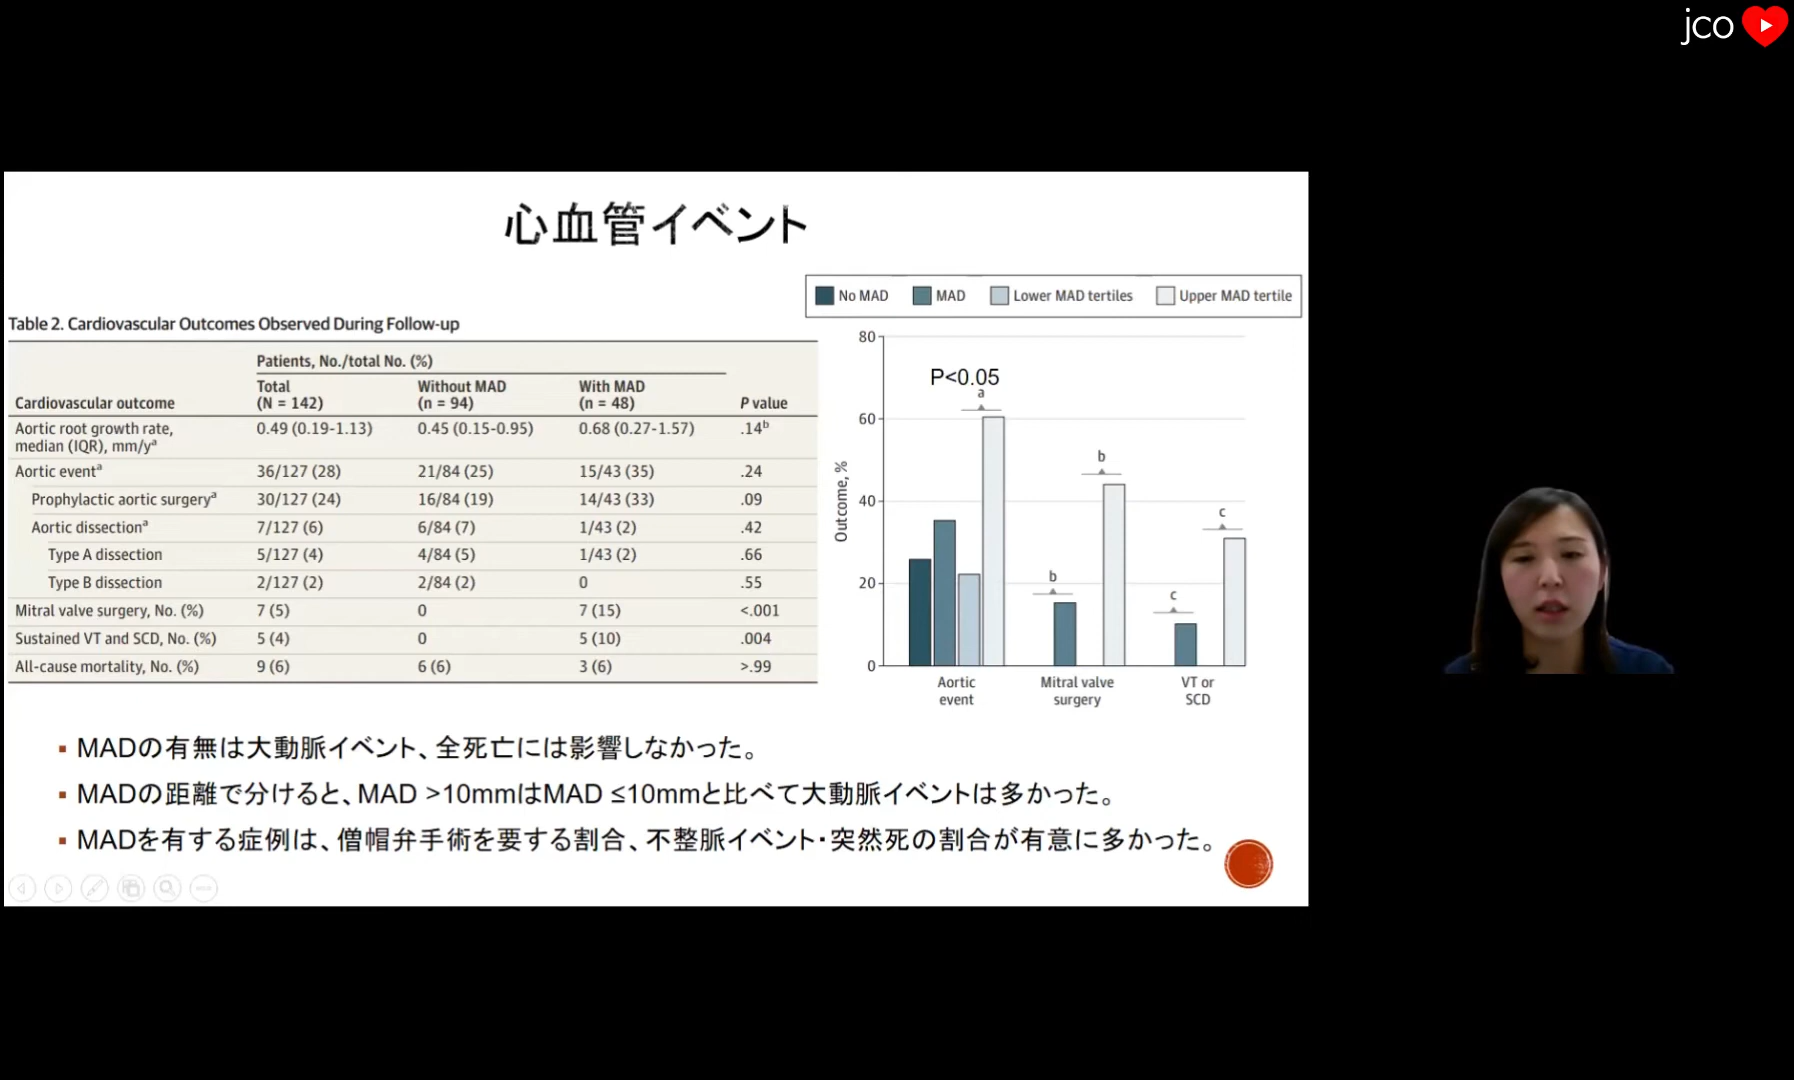 jco
心血管イベント
No MAD MAD Lower MAD tertiles Upper MAD tertile
Table 2. Cardiovascular Outcomes Observed During Follow-up
Patients, No./total No. (%)
Cardiovascular outcome Total (N = 142) Without MAD (n = 94) With MAD (n = 48) P value
Aortic root growth rate, median (IQR), mm/yᵃ 0.49 (0.19-1.13) 0.45 (0.15-0.95) 0.68 (0.27-1.57) .14ᵇ
Aortic eventᵃ 36/127 (28) 21/84 (25) 15/43 (35) .24
Prophylactic aortic surgeryᵃ 30/127 (24) 16/84 (19) 14/43 (33) .09
Aortic dissectionᵃ 7/127 (6) 6/84 (7) 1/43 (2) .42
Type A dissection 5/127 (4) 4/84 (5) 1/43 (2) .66
Type B dissection 2/127 (2) 2/84 (2) 0 .55
Mitral valve surgery, No. (%) 7 (5) 0 7 (15) <.001
Sustained VT and SCD, No. (%) 5 (4) 0 5 (10) .004
All-cause mortality, No. (%) 9 (6) 6 (6) 3 (6) >.99
Outcome, %
80
60
40
20
0
P<0.05
a
b
b
c
c
Aortic event
Mitral valve surgery
VT or SCD
▪ MADの有無は大動脈イベント、全死亡には影響しなかった。
▪ MADの距離で分けると、MAD >10mmはMAD ≤10mmと比べて大動脈イベントは多かった。
▪ MADを有する症例は、僧帽弁手術を要する割合、不整脈イベント・突然死の割合が有意に多かった。